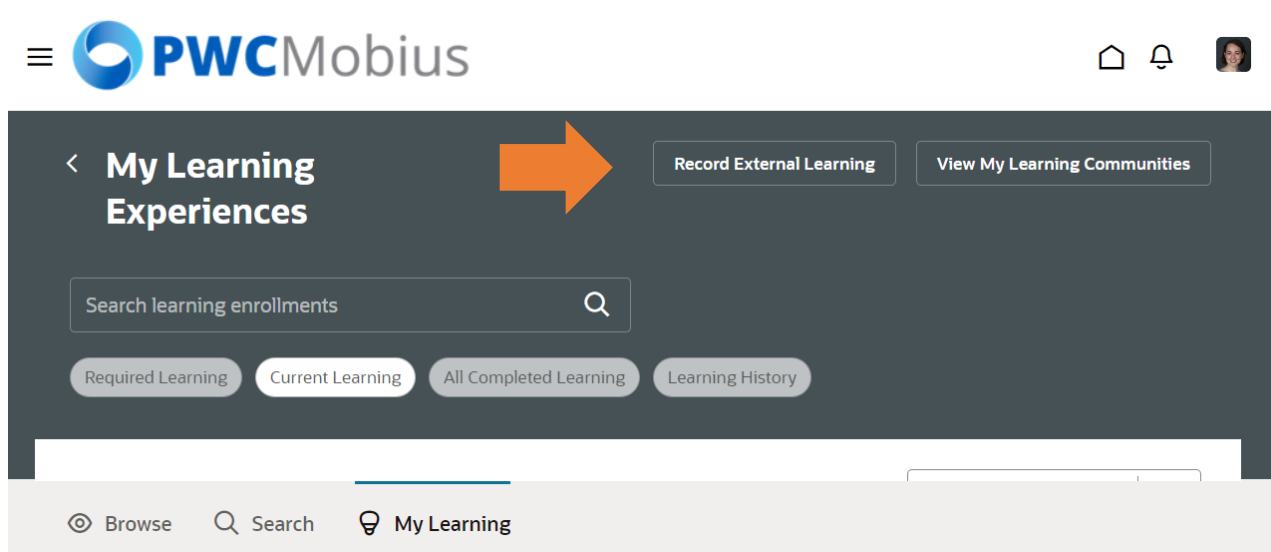 PWCMobius
My Learning
Experiences
Record External Learning
View My Learning Communities
Search learning enrollments
Required Learning
Current Learning
All Completed Learning
Learning History
Browse
Search
My Learning